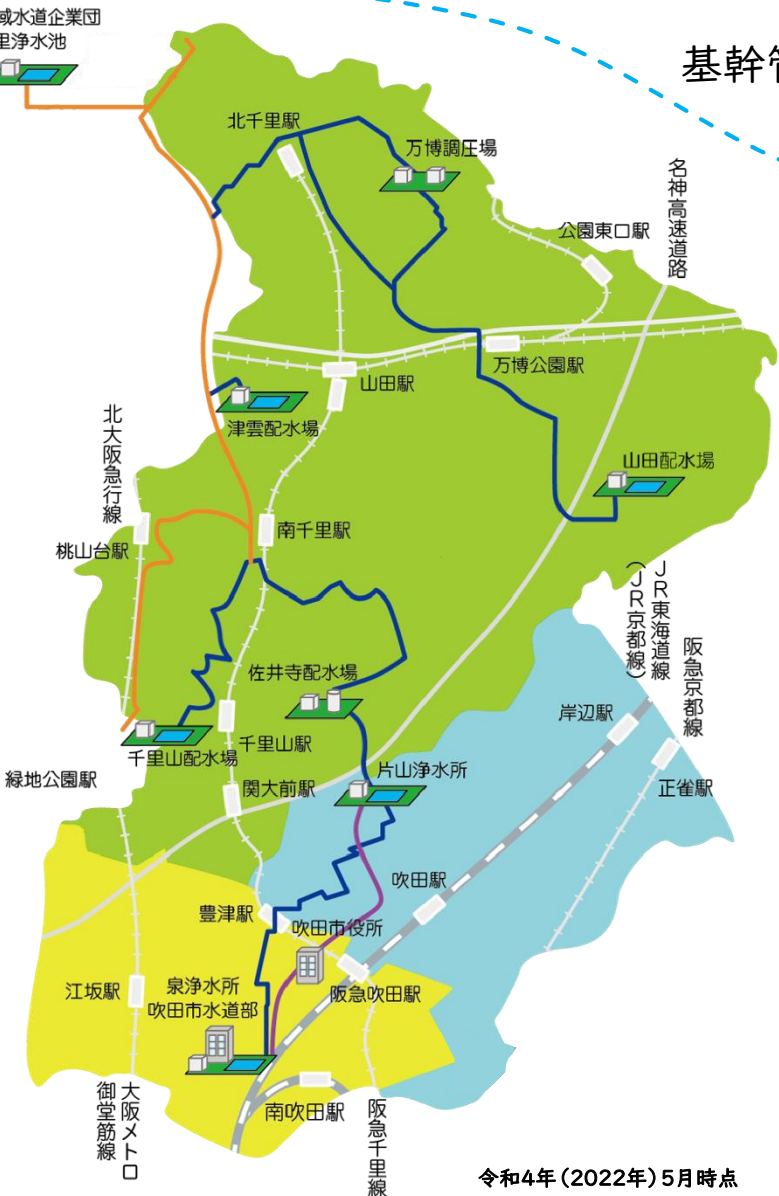 域水道企業団
里浄水池
基幹管
北千里駅
万博調圧場
名神高速道路
公園東口駅
万博公園駅
山田駅
津雲配水場
北大阪急行線
山田配水場
南千里駅
桃山台駅
JR東海道線
(JR京都線)
阪急京都線
佐井寺配水場
岸辺駅
千里山駅
千里山配水場
片山浄水所
緑地公園駅
関大前駅
正雀駅
吹田駅
豊津駅
吹田市役所
江坂駅
泉浄水所
吹田市水道部
阪急吹田駅
大阪メトロ
御堂筋線
南吹田駅
阪急千里線
令和4年(2022年)5月時点